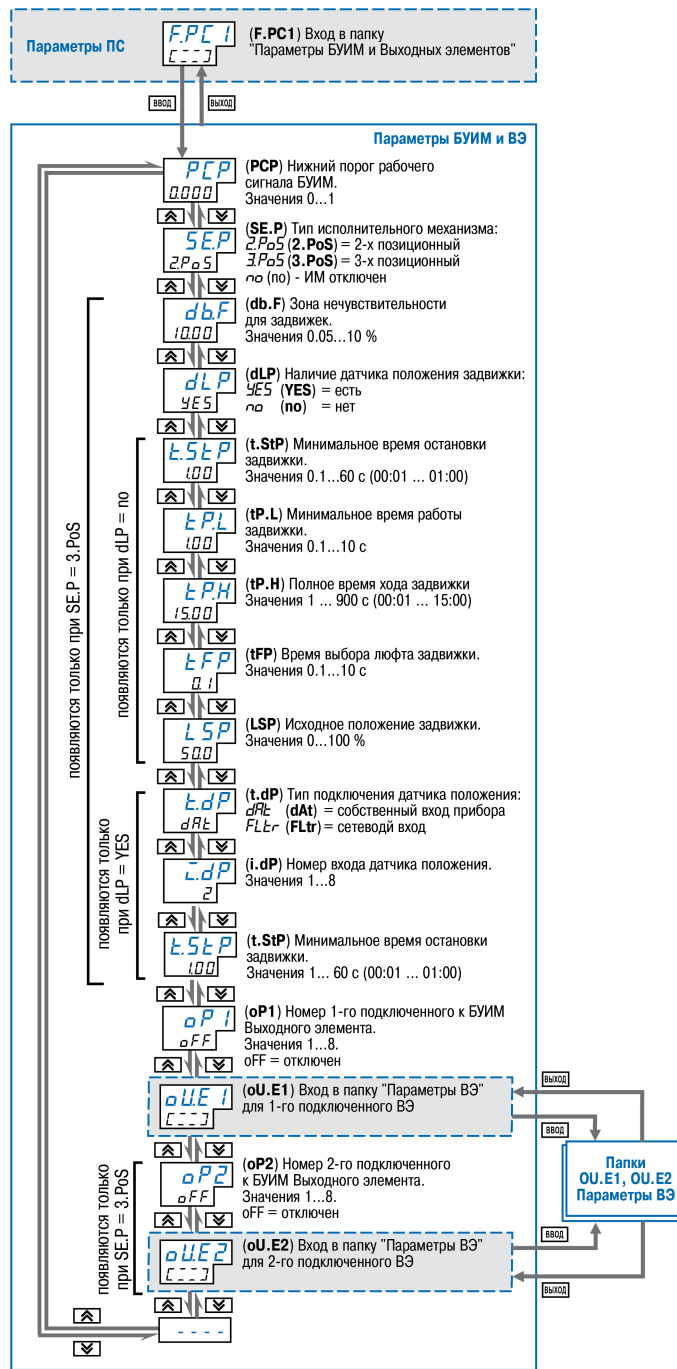 Параметры ПС
F.PC1
[---]
(F.PC1) Вход в папку
"Параметры БУИМ и Выходных элементов"
ВВОД
ВЫХОД
Параметры БУИМ и ВЭ
PCP
0.000
(PCP) Нижний порог рабочего
сигнала БУИМ.
Значения 0...1
SE.P
2.PoS
(SE.P) Тип исполнительного механизма:
2.PoS (2.PoS) = 2-х позиционный
3.PoS (3.PoS) = 3-х позиционный
no (no) - ИМ отключен
появляются только при SE.P = 3.PoS
db.F
10.00
(db.F) Зона нечувствительности
для задвижек.
Значения 0.05...10 %
dLP
YES
(dLP) Наличие датчика положения задвижки:
YES (YES) = есть
no (no) = нет
появляются только при dLP = no
t.StP
1.00
(t.StP) Минимальное время остановки
задвижки.
Значения 0.1...60 с (00:01 ... 01:00)
tP.L
1.00
(tP.L) Минимальное время работы
задвижки.
Значения 0.1...10 с
tP.H
15.00
(tP.H) Полное время хода задвижки
Значения 1 ... 900 с (00:01 ... 15:00)
tFP
0.1
(tFP) Время выбора люфта задвижки.
Значения 0.1...10 с
LSP
50.0
(LSP) Исходное положение задвижки.
Значения 0...100 %
появляются только
при dLP = YES
t.dP
dAt
(t.dP) Тип подключения датчика положения:
dAt (dAt) = собственный вход прибора
FLtr (FLtr) = сетеводй вход
i.dP
2
(i.dP) Номер входа датчика положения.
Значения 1...8
t.StP
1.00
(t.StP) Минимальное время остановки
задвижки.
Значения 1... 60 с (00:01 ... 01:00)
oP1
oFF
(oP1) Номер 1-го подключенного к БУИМ
Выходного элемента.
Значения 1...8.
oFF = отключен
oU.E1
[---]
(oU.E1) Вход в папку "Параметры ВЭ"
для 1-го подключенного ВЭ
ВЫХОД
ВВОД
Папки
OU.E1, OU.E2
Параметры ВЭ
появляются только
при SE.P = 3.PoS
oP2
oFF
(oP2) Номер 2-го подключенного
к БУИМ Выходного элемента.
Значения 1...8.
oFF = отключен
oU.E2
[---]
(oU.E2) Вход в папку "Параметры ВЭ"
для 2-го подключенного ВЭ
ВВОД
ВЫХОД
----